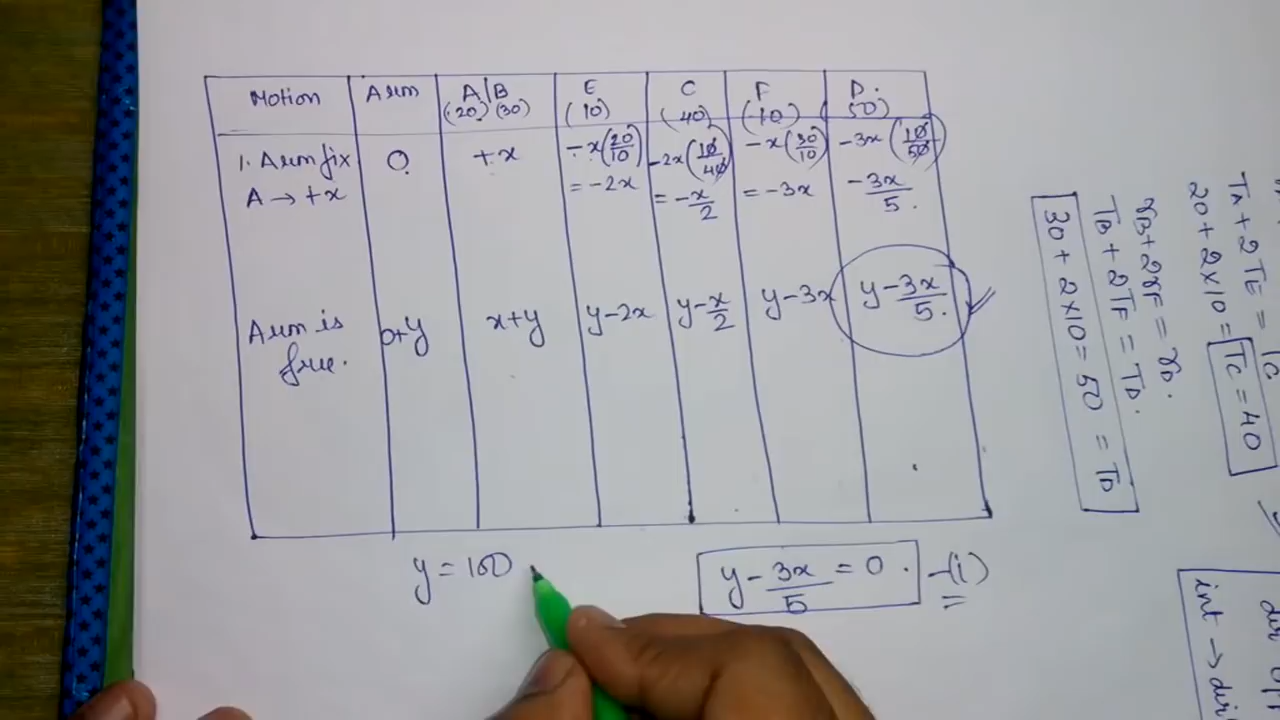 Motion Arm A/B E C F D.
(20) (30) (10) (40) (10) (50)
1. Arm fix 0 +x -x(20/10) -2x(10/40) -x(30/10) -3x(10/50)
A → +x = -2x = -x/2 = -3x -3x/5.
Arm is 0+y x+y y-2x y-x/2 y-3x y-3x/5.
free.
y = 100
y - 3x/5 = 0. -(i)
TA + 2TE = TC
20 + 2×10 = TC = 40
rB + 2rF = rD.
TB + 2TF = TD.
30 + 2×10 = 50 = TD
int → dir